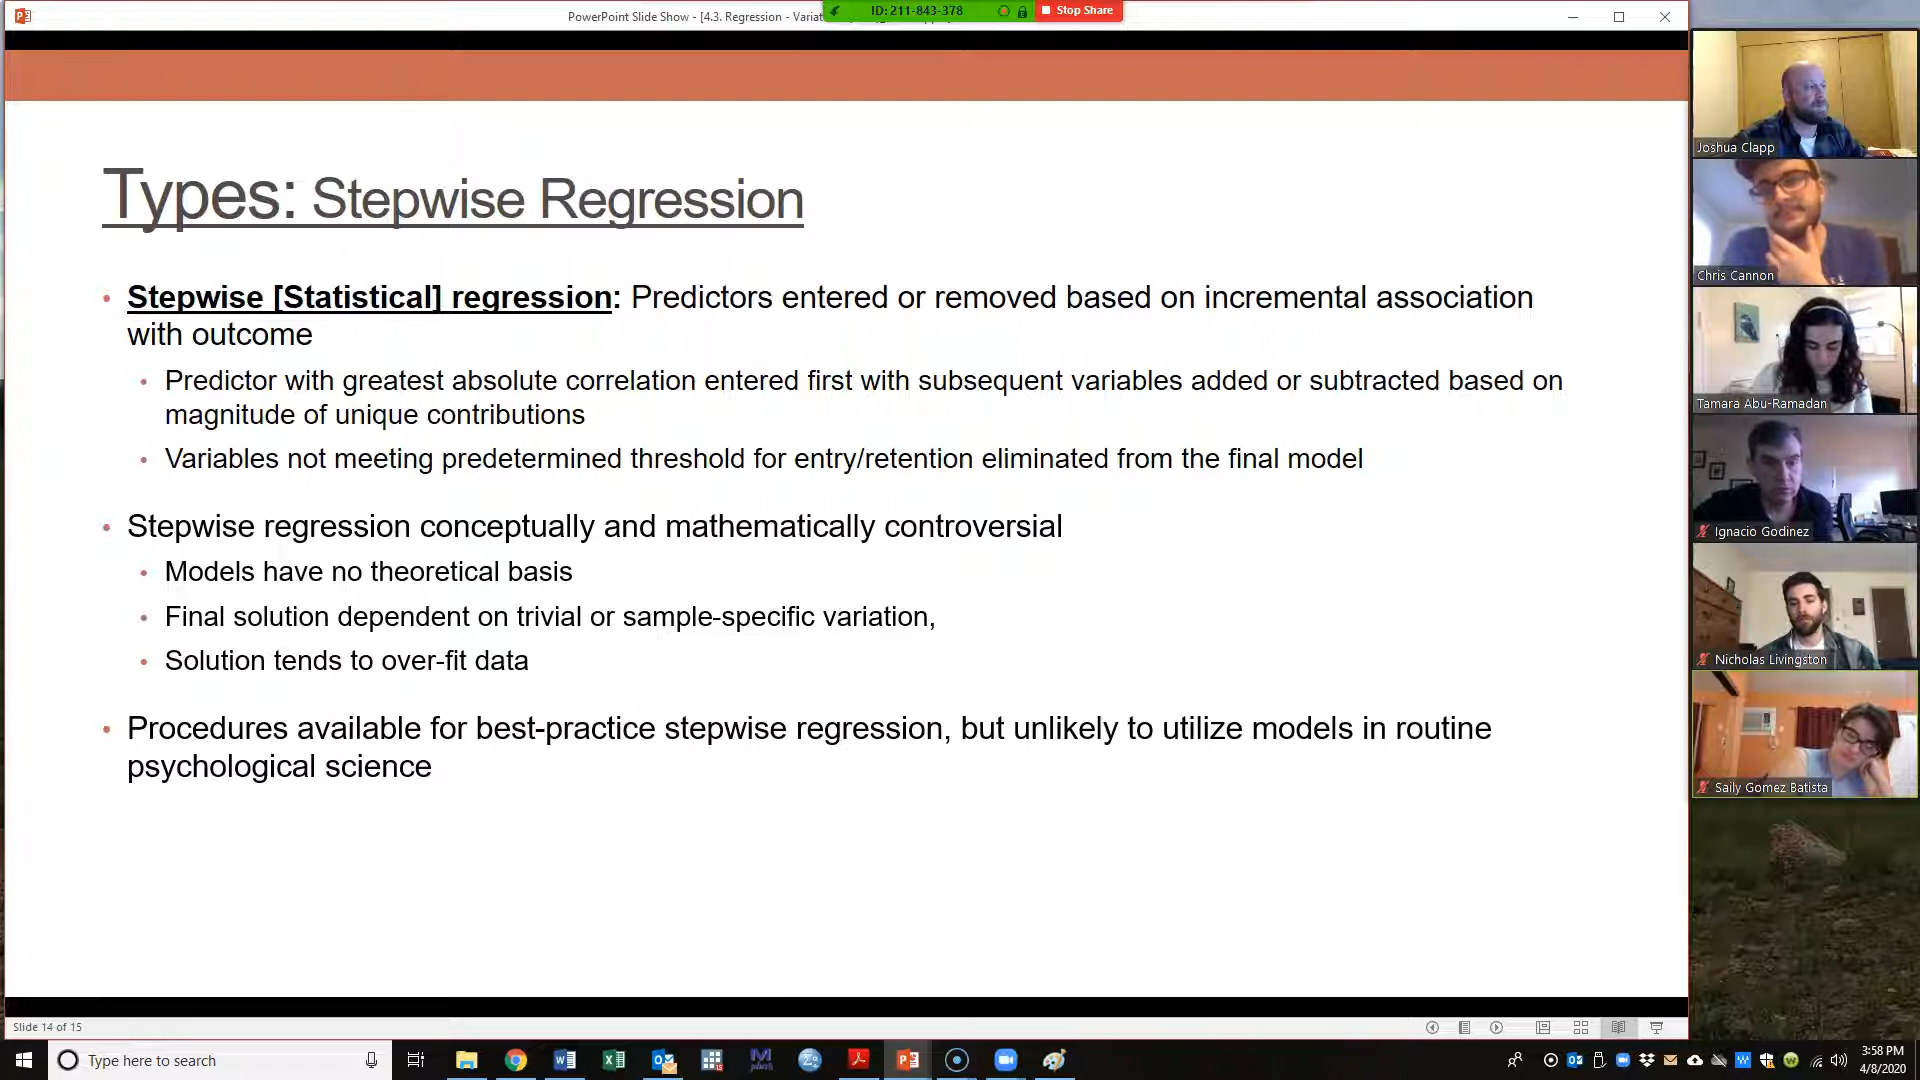 PowerPoint Slide Show - [4.3. Regression - Variat
ID: 211-843-378
Stop Share
Types: Stepwise Regression
• Stepwise [Statistical] regression: Predictors entered or removed based on incremental association
with outcome
• Predictor with greatest absolute correlation entered first with subsequent variables added or subtracted based on
magnitude of unique contributions
• Variables not meeting predetermined threshold for entry/retention eliminated from the final model
• Stepwise regression conceptually and mathematically controversial
• Models have no theoretical basis
• Final solution dependent on trivial or sample-specific variation,
• Solution tends to over-fit data
• Procedures available for best-practice stepwise regression, but unlikely to utilize models in routine
psychological science
Joshua Clapp
Chris Cannon
Tamara Abu-Ramadan
Ignacio Godinez
Nicholas Livingston
Saily Gomez Batista
Slide 14 of 15
Type here to search
3:58 PM
4/8/2020